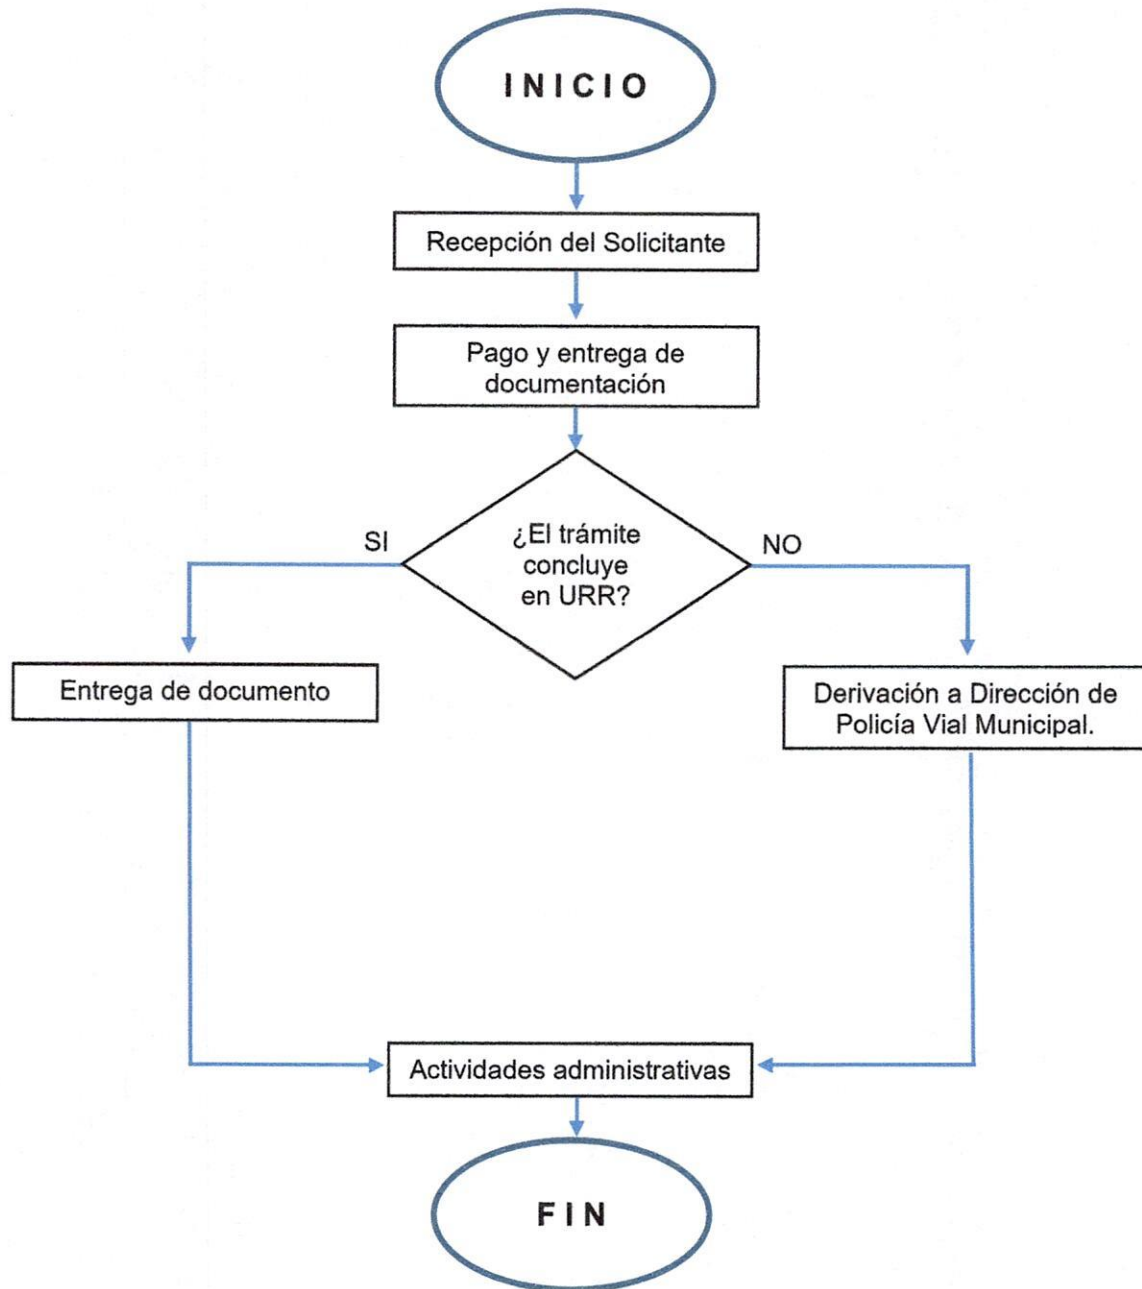 INICIO
Recepción del Solicitante
Pago y entrega de
documentación
¿El trámite
concluye
en URR?
SI
NO
Entrega de documento
Derivación a Dirección de
Policía Vial Municipal.
Actividades administrativas
FIN